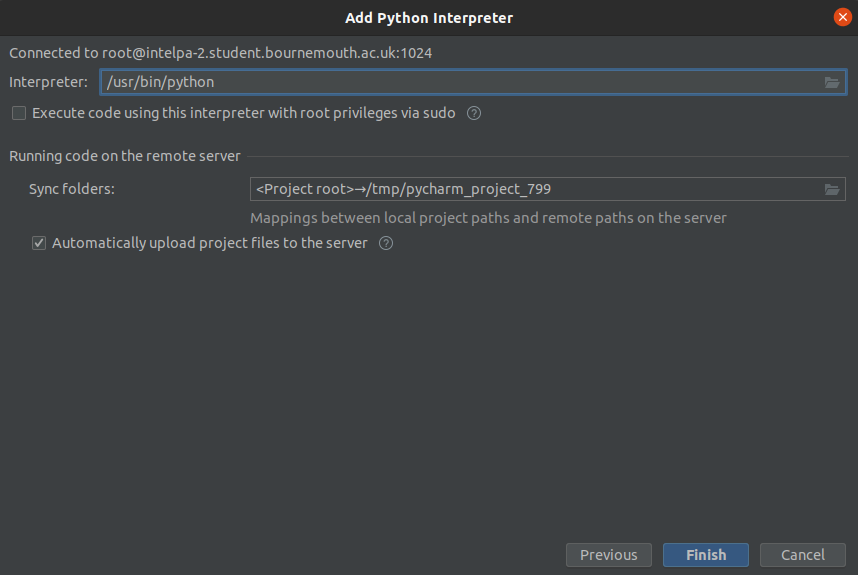 Add Python Interpreter
Connected to root@intelpa-2.student.bournemouth.ac.uk:1024
Interpreter: /usr/bin/python
Execute code using this interpreter with root privileges via sudo ?
Running code on the remote server
Sync folders: <Project root>→/tmp/pycharm_project_799
Mappings between local project paths and remote paths on the server
Automatically upload project files to the server ?
Previous Finish Cancel